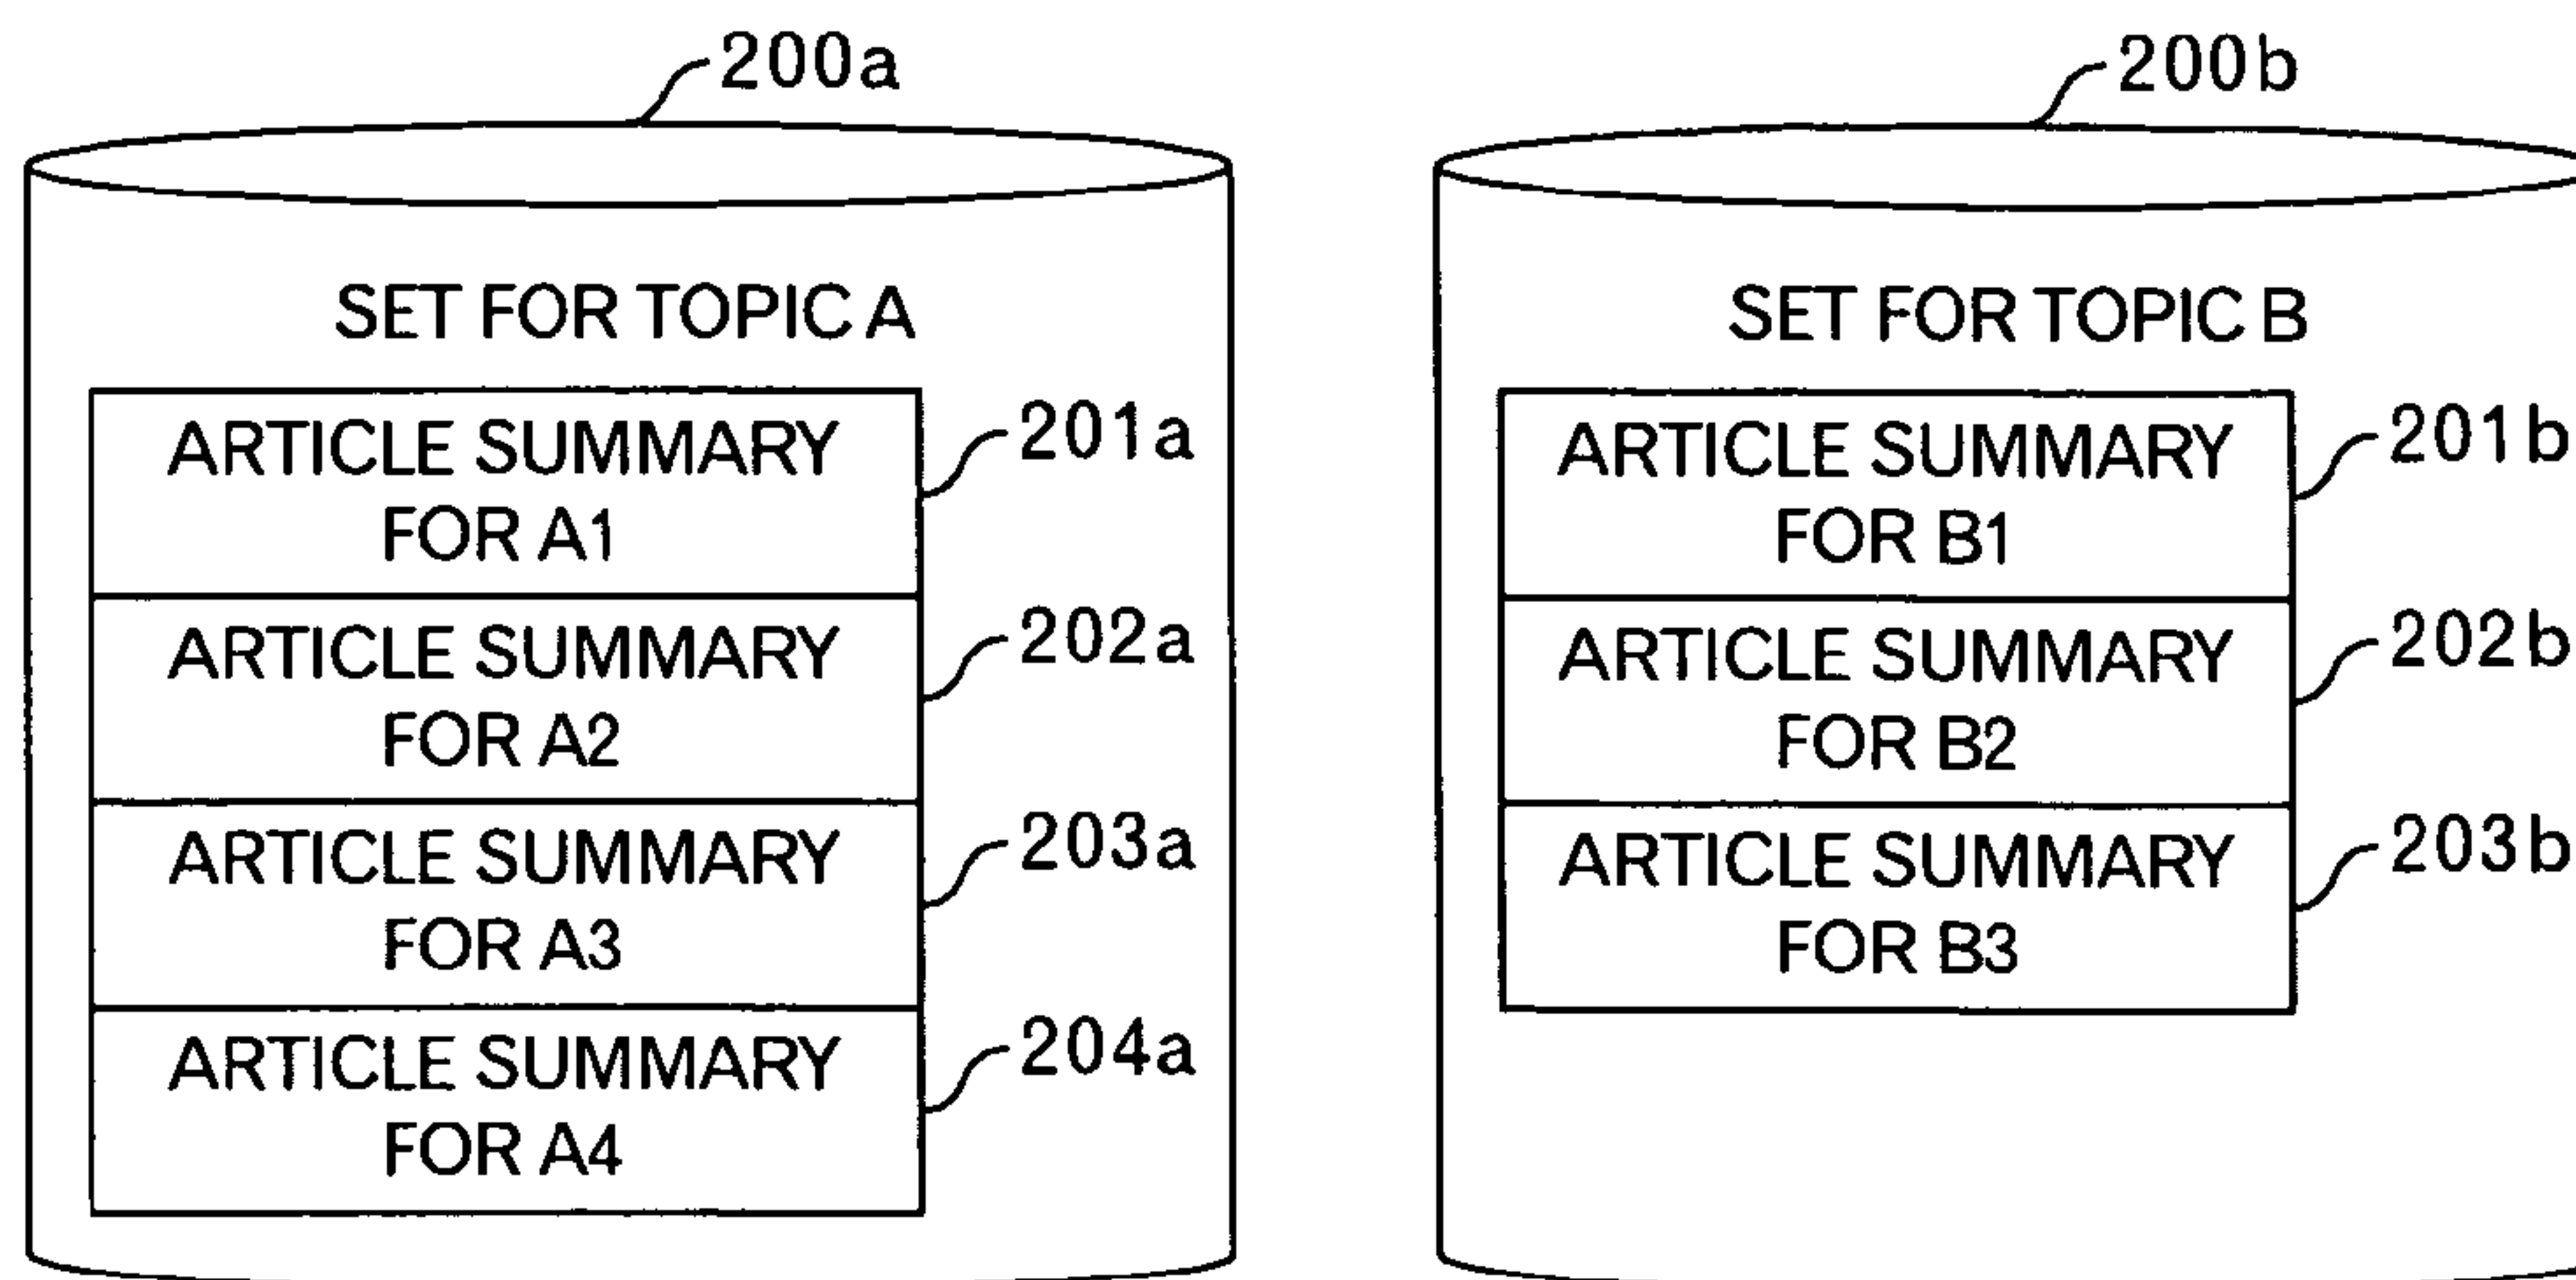 200a
SET FOR TOPIC A
ARTICLE SUMMARY
FOR A1
201a
ARTICLE SUMMARY
FOR A2
202a
ARTICLE SUMMARY
FOR A3
203a
ARTICLE SUMMARY
FOR A4
204a
200b
SET FOR TOPIC B
ARTICLE SUMMARY
FOR B1
201b
ARTICLE SUMMARY
FOR B2
202b
ARTICLE SUMMARY
FOR B3
203b